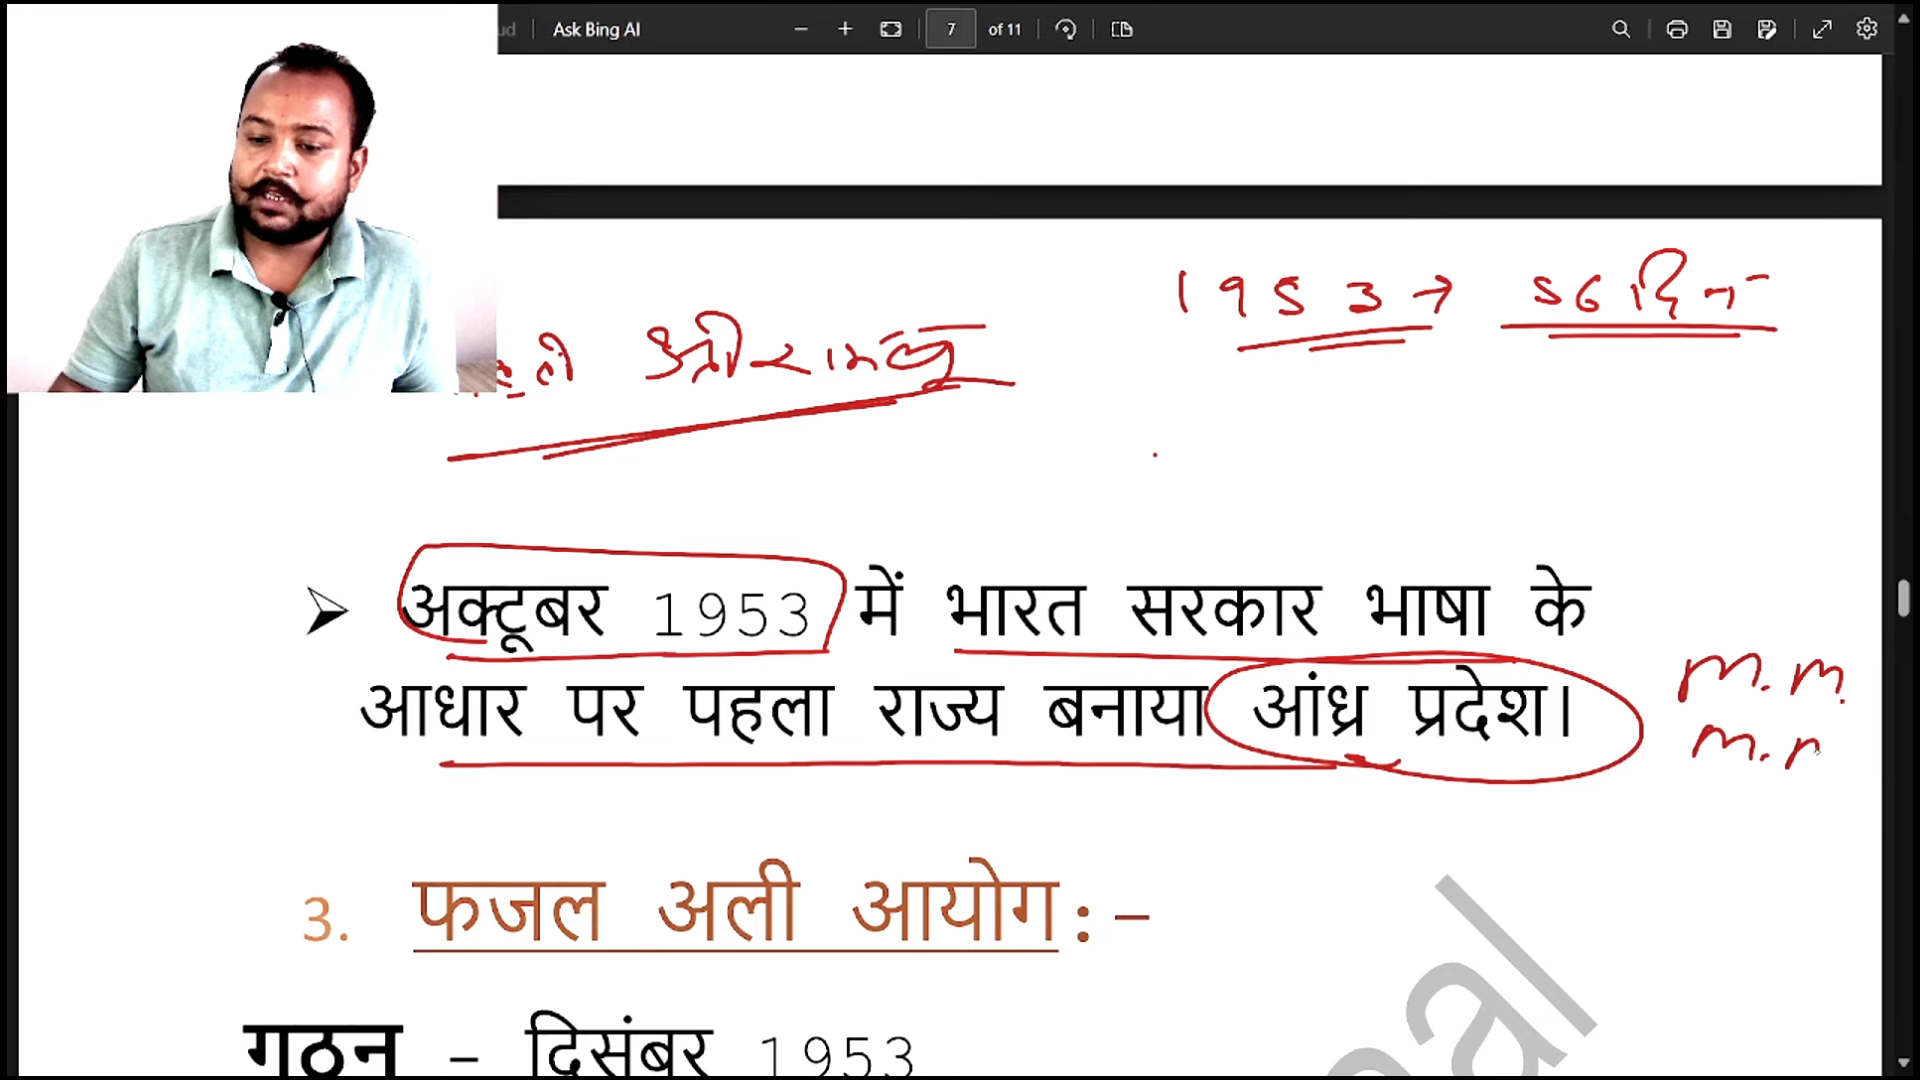 Ask Bing AI
7 of 11
1953 → 56 दिन
श्रीरामलू
➢ अक्टूबर 1953 में भारत सरकार भाषा के
आधार पर पहला राज्य बनाया आंध्र प्रदेश।
m.m.
3. फजल अली आयोग:-
गठन - दिसंबर 1953